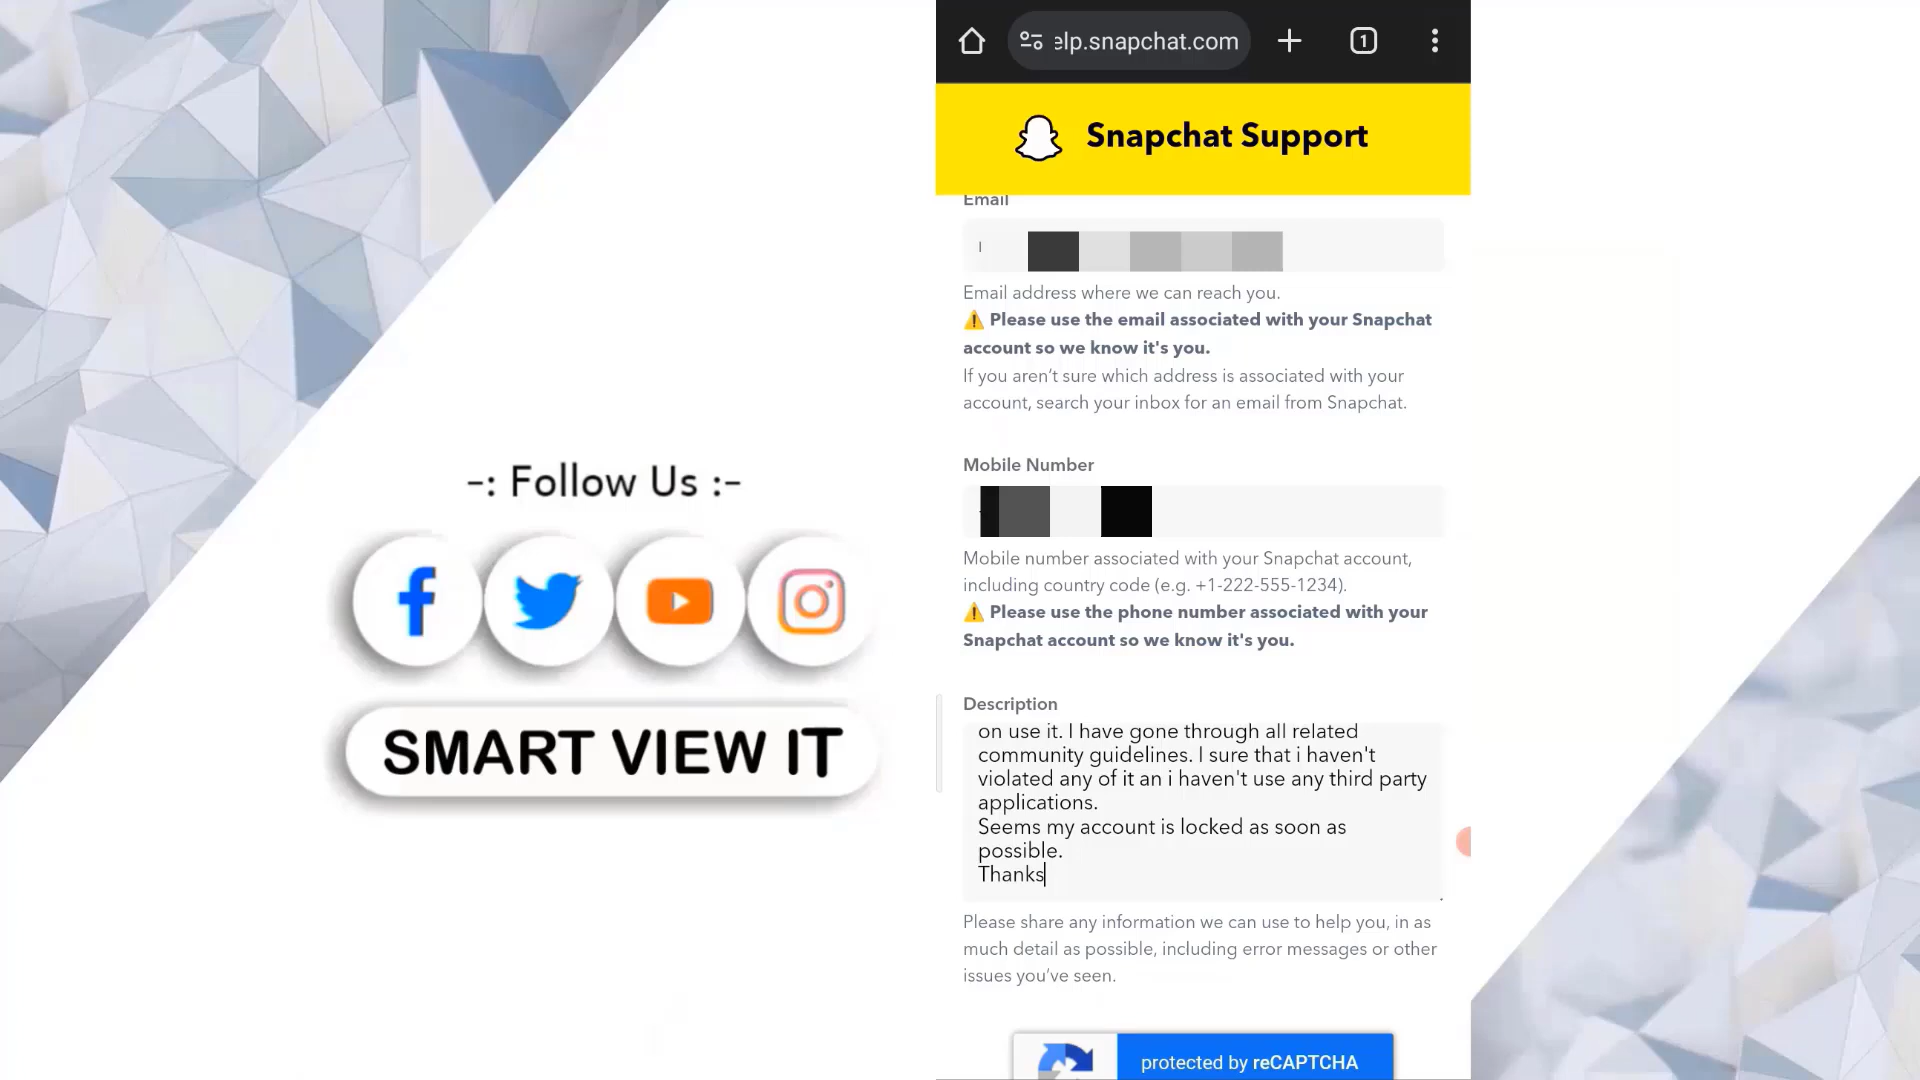 -: Follow Us :-
SMART VIEW IT
elp.snapchat.com
1
Snapchat Support
Email
Email address where we can reach you.
⚠️ Please use the email associated with your Snapchat
account so we know it's you.
If you aren’t sure which address is associated with your
account, search your inbox for an email from Snapchat.
Mobile Number
Mobile number associated with your Snapchat account,
including country code (e.g. +1-222-555-1234).
⚠️ Please use the phone number associated with your
Snapchat account so we know it's you.
Description
on use it. I have gone through all related
community guidelines. I sure that i haven't
violated any of it an i haven't use any third party
applications.
Seems my account is locked as soon as
possible.
Thanks
Please share any information we can use to help you, in as
much detail as possible, including error messages or other
issues you’ve seen.
protected by reCAPTCHA